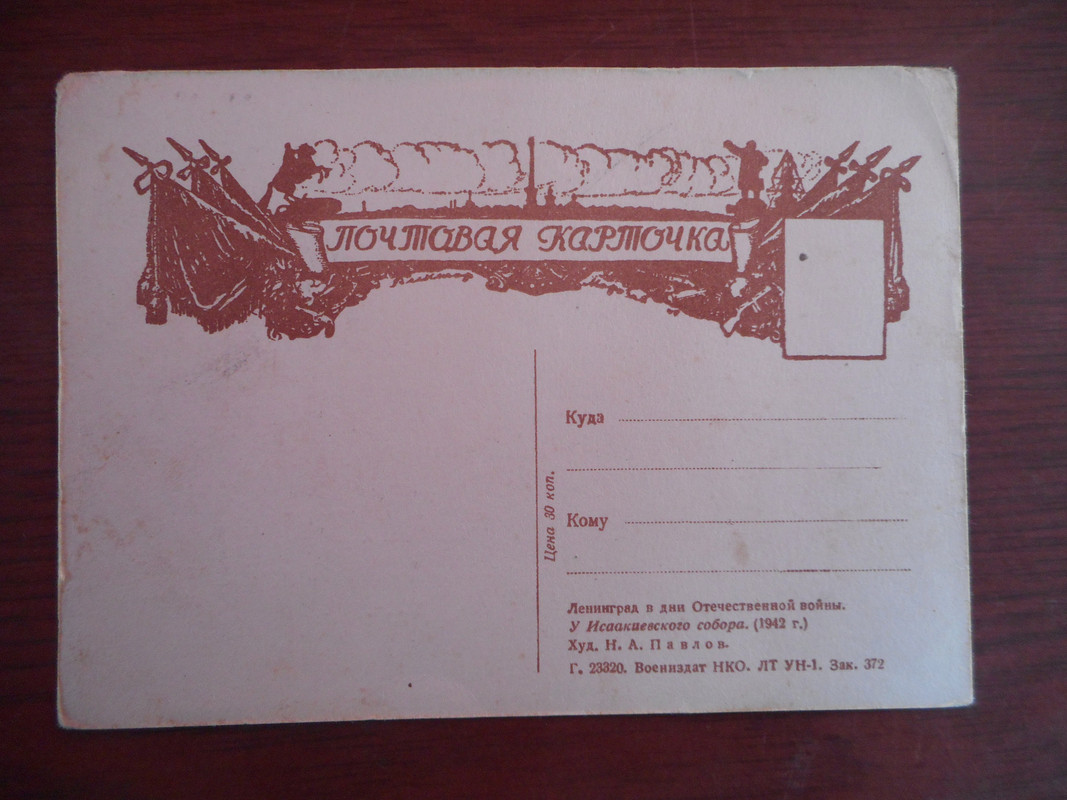 ПОЧТОВАЯ КАРТОЧКА
Куда
Цена 30 коп.
Кому
Ленинград в дни Отечественной войны.
У Исаакиевского собора. (1942 г.)
Худ. Н. А. Павлов.
Г. 23320. Воениздат НКО. ЛТ УН-1. Зак. 372